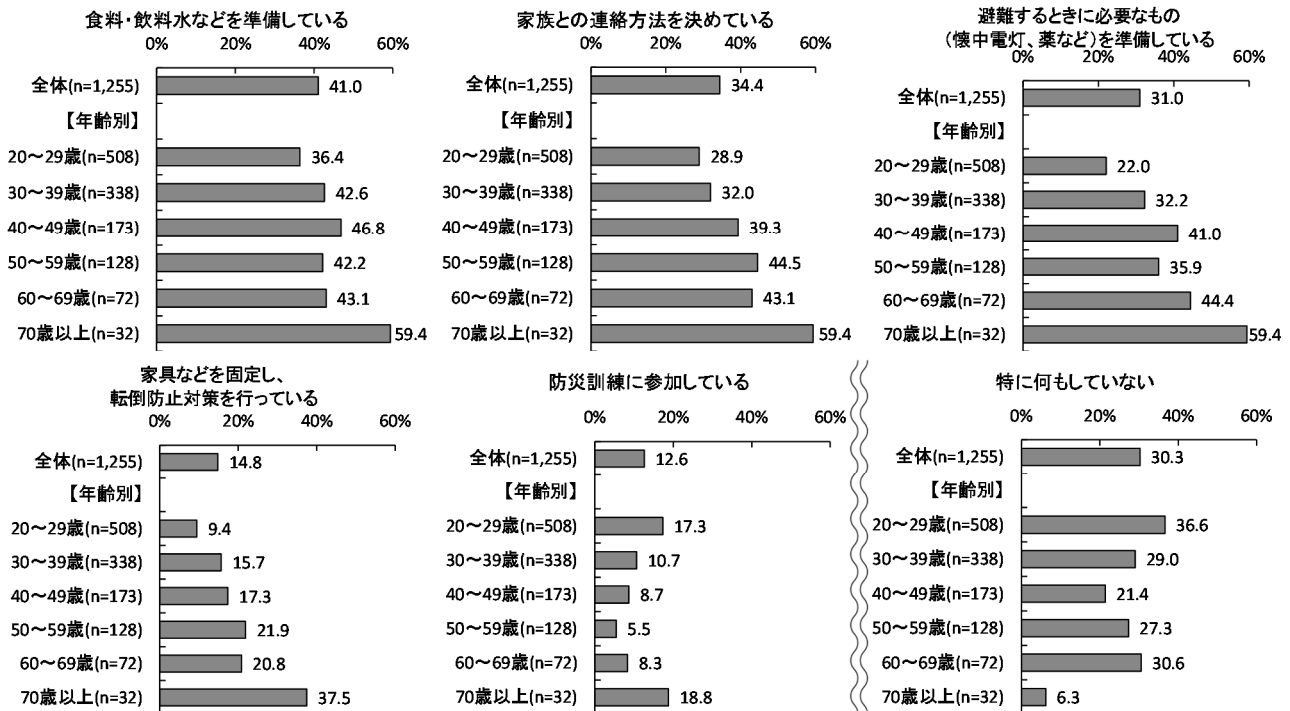 食料・飲料水などを準備している
0% 20% 40% 60%
全体(n=1,255) 41.0
【年齢別】
20～29歳(n=508) 36.4
30～39歳(n=338) 42.6
40～49歳(n=173) 46.8
50～59歳(n=128) 42.2
60～69歳(n=72) 43.1
70歳以上(n=32) 59.4
家族との連絡方法を決めている
0% 20% 40% 60%
全体(n=1,255) 34.4
【年齢別】
20～29歳(n=508) 28.9
30～39歳(n=338) 32.0
40～49歳(n=173) 39.3
50～59歳(n=128) 44.5
60～69歳(n=72) 43.1
70歳以上(n=32) 59.4
避難するときに必要なもの
（懐中電灯、薬など）を準備している
0% 20% 40% 60%
全体(n=1,255) 31.0
【年齢別】
20～29歳(n=508) 22.0
30～39歳(n=338) 32.2
40～49歳(n=173) 41.0
50～59歳(n=128) 35.9
60～69歳(n=72) 44.4
70歳以上(n=32) 59.4
家具などを固定し、
転倒防止対策を行っている
0% 20% 40% 60%
全体(n=1,255) 14.8
【年齢別】
20～29歳(n=508) 9.4
30～39歳(n=338) 15.7
40～49歳(n=173) 17.3
50～59歳(n=128) 21.9
60～69歳(n=72) 20.8
70歳以上(n=32) 37.5
防災訓練に参加している
0% 20% 40% 60%
全体(n=1,255) 12.6
【年齢別】
20～29歳(n=508) 17.3
30～39歳(n=338) 10.7
40～49歳(n=173) 8.7
50～59歳(n=128) 5.5
60～69歳(n=72) 8.3
70歳以上(n=32) 18.8
特に何もしていない
0% 20% 40% 60%
全体(n=1,255) 30.3
【年齢別】
20～29歳(n=508) 36.6
30～39歳(n=338) 29.0
40～49歳(n=173) 21.4
50～59歳(n=128) 27.3
60～69歳(n=72) 30.6
70歳以上(n=32) 6.3